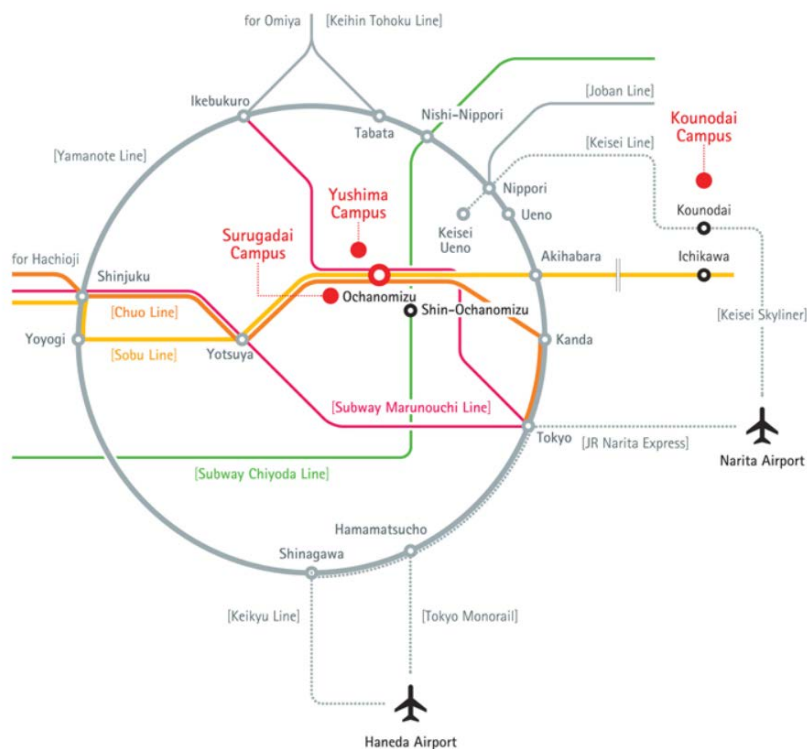 for Omiya
[Keihin Tohoku Line]
Ikebukuro
Tabata
Nishi-Nippori
[Joban Line]
[Keisei Line]
Kounodai
Campus
[Yamanote Line]
Yushima
Campus
Nippori
Ueno
Keisei
Ueno
Kounodai
Surugadai
Campus
for Hachioji
Shinjuku
Akihabara
Ichikawa
Ochanomizu
[Chuo Line]
Shin-Ochanomizu
[Keisei Skyliner]
Yoyogi
[Sobu Line]
Yotsuya
Kanda
[Subway Marunouchi Line]
Tokyo
[JR Narita Express]
Narita Airport
[Subway Chiyoda Line]
Hamamatsucho
Shinagawa
[Keikyu Line]
[Tokyo Monorail]
Haneda Airport